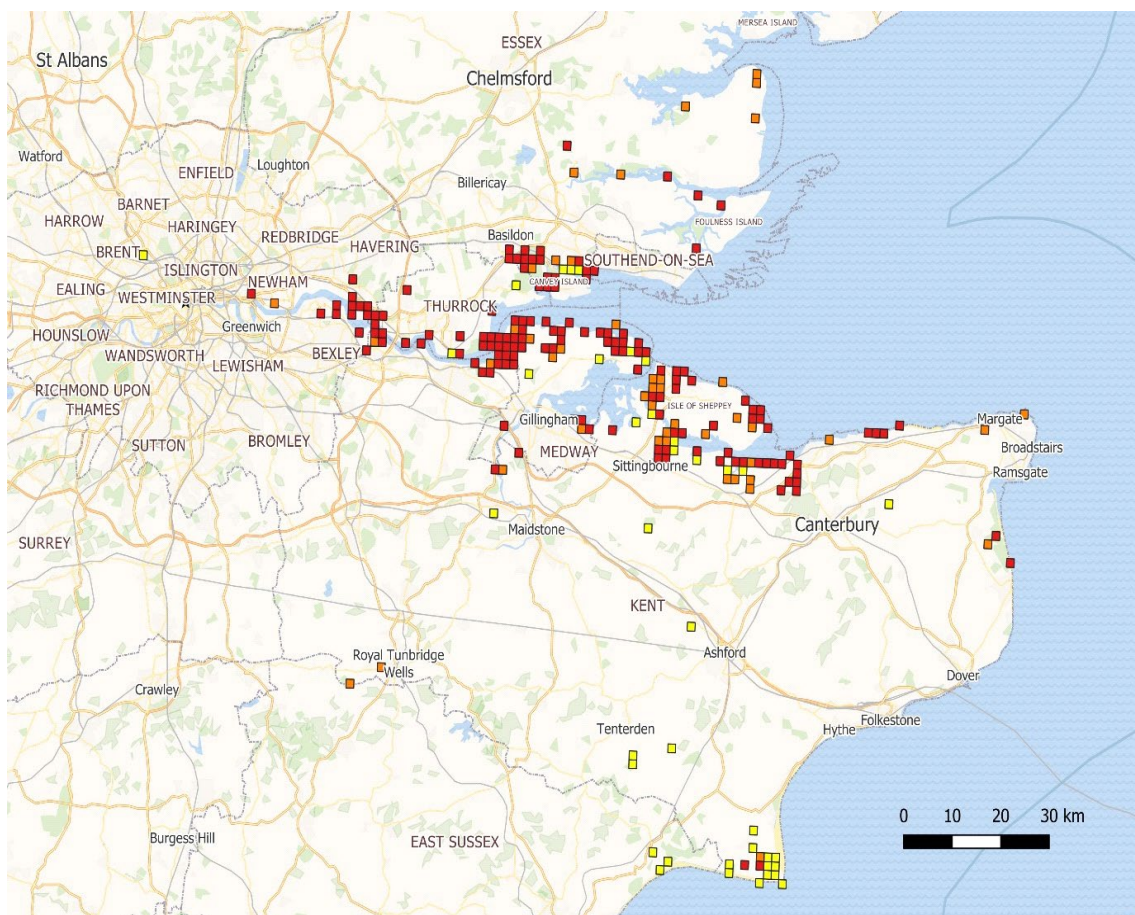 MERSEA ISLAND
ESSEX
St Albans
Chelmsford
Watford
ENFIELD
Loughton
Billericay
BARNET
HARROW
HARINGEY
FOULNESS ISLAND
REDBRIDGE
Basildon
HAVERING
BRENT
SOUTHEND-ON-SEA
ISLINGTON
NEWHAM
CANVEY ISLAND
EALING
WESTMINSTER
THURROCK
Greenwich
HOUNSLOW
BEXLEY
WANDSWORTH
LEWISHAM
RICHMOND UPON
THAMES
ISLE OF SHEPPEY
Gillingham
Margate
SUTTON
BROMLEY
Broadstairs
MEDWAY
Sittingbourne
Ramsgate
Canterbury
Maidstone
SURREY
KENT
Royal Tunbridge
Wells
Ashford
Crawley
Dover
Folkestone
Tenterden
Hythe
0 10 20 30 km
Burgess Hill
EAST SUSSEX